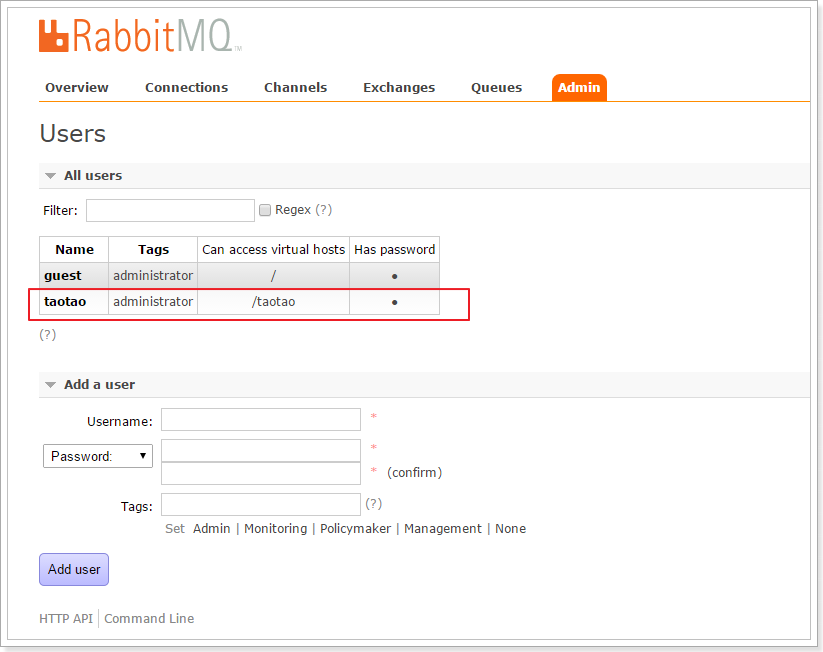 RabbitMQ™
Overview Connections Channels Exchanges Queues Admin
Users
All users
Filter: Regex (?)
Name Tags Can access virtual hosts Has password
guest administrator / ●
taotao administrator /taotao ●
(?)
Add a user
Username: *
Password: *
* (confirm)
Tags: (?)
Set Admin | Monitoring | Policymaker | Management | None
Add user
HTTP API Command Line